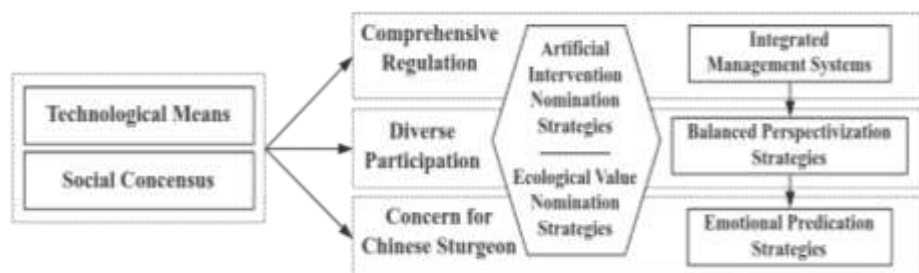 Technological Means
Social Concensus
Comprehensive
Regulation
Diverse
Participation
Concern for
Chinese Sturgeon
Artificial
Intervention
Nomination
Strategies
Ecological Value
Nomination
Strategies
Integrated
Management Systems
Balanced Perspectivization
Strategies
Emotional Predication
Strategies